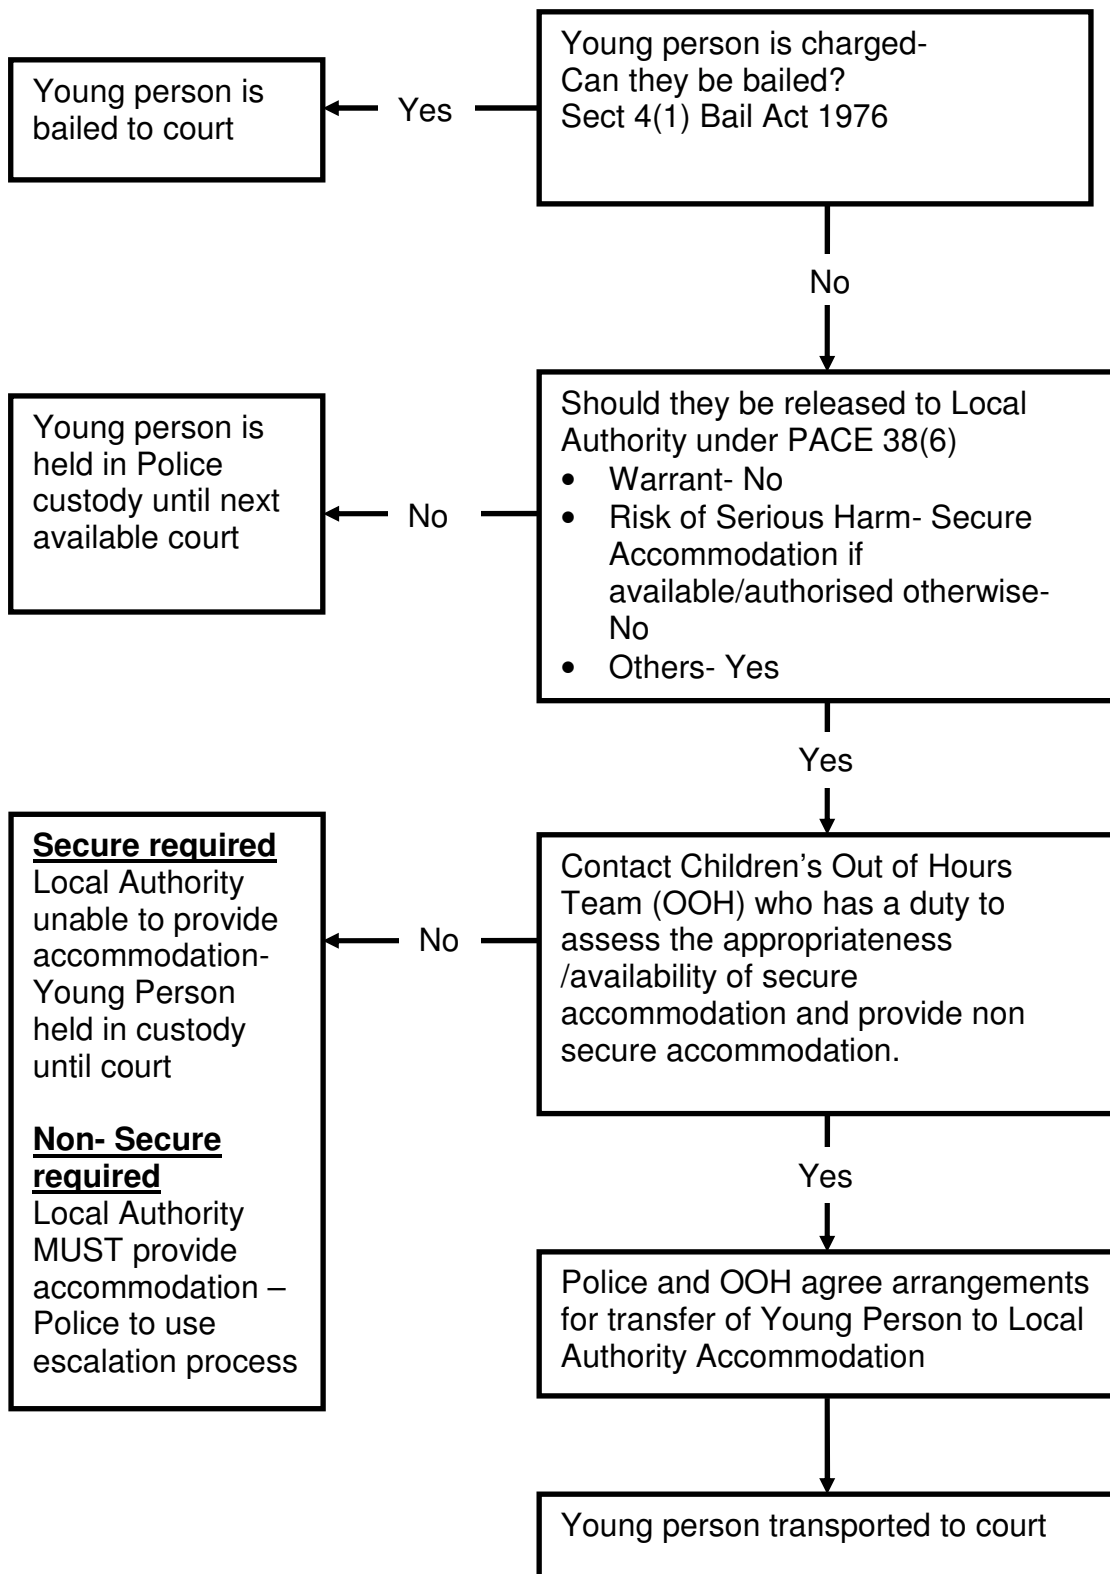 Young person is charged-
Can they be bailed?
Sect 4(1) Bail Act 1976
Yes
Young person is
bailed to court
No
Should they be released to Local
Authority under PACE 38(6)
• Warrant- No
• Risk of Serious Harm- Secure
Accommodation if
available/authorised otherwise-
No
• Others- Yes
No
Young person is
held in Police
custody until next
available court
Yes
Contact Children’s Out of Hours
Team (OOH) who has a duty to
assess the appropriateness
/availability of secure
accommodation and provide non
secure accommodation.
No
Secure required
Local Authority
unable to provide
accommodation-
Young Person
held in custody
until court
Non- Secure
required
Local Authority
MUST provide
accommodation –
Police to use
escalation process
Yes
Police and OOH agree arrangements
for transfer of Young Person to Local
Authority Accommodation
Young person transported to court